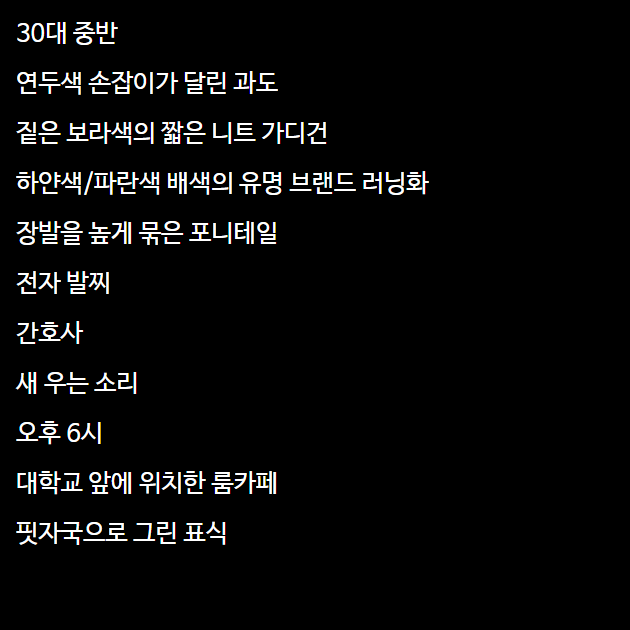 30대 중반
연두색 손잡이가 달린 과도
짙은 보라색의 짧은 니트 가디건
하얀색/파란색 배색의 유명 브랜드 러닝화
장발을 높게 묶은 포니테일
전자 발찌
간호사
새 우는 소리
오후 6시
대학교 앞에 위치한 룸카페
핏자국으로 그린 표식